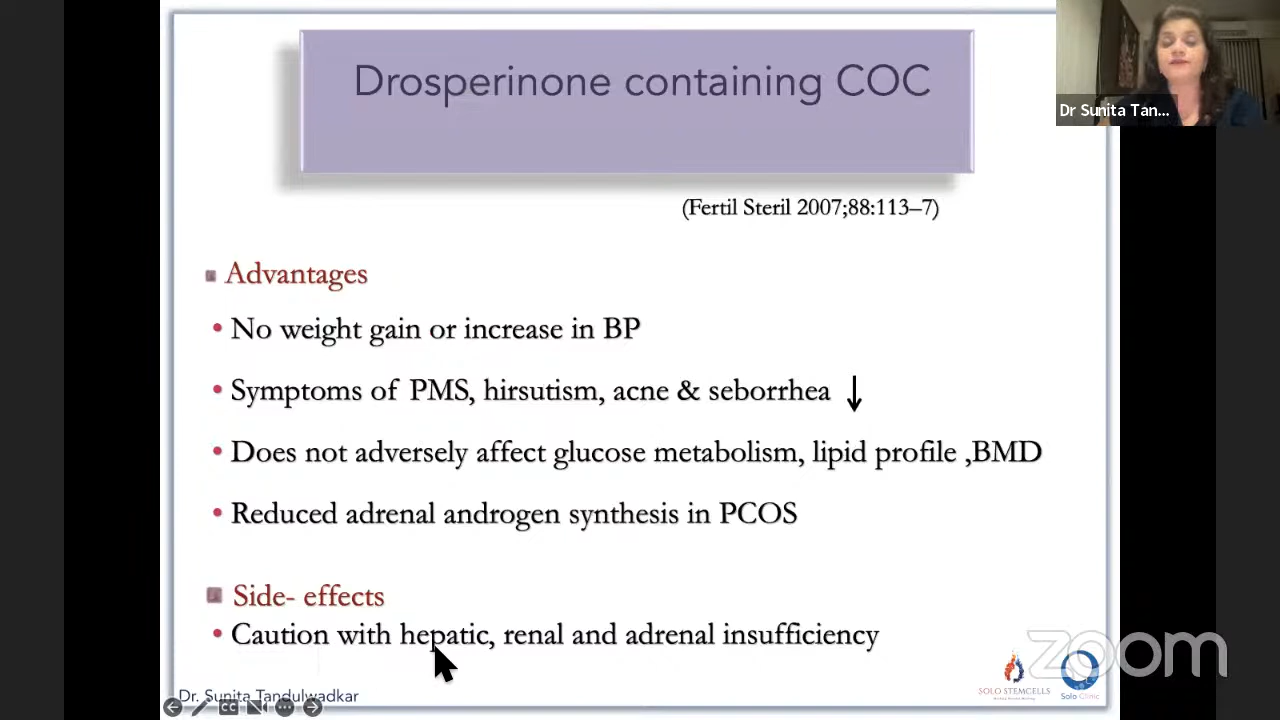 Drosperinone containing COC
Dr Sunita Tan...
(Fertil Steril 2007;88:113–7)
Advantages
• No weight gain or increase in BP
• Symptoms of PMS, hirsutism, acne & seborrhea ↓
• Does not adversely affect glucose metabolism, lipid profile ,BMD
• Reduced adrenal androgen synthesis in PCOS
Side- effects
• Caution with hepatic, renal and adrenal insufficiency
zoom
SOLO STEMCELLS
Solo Clinic
Dr. Sunita Tandulwadkar
CC